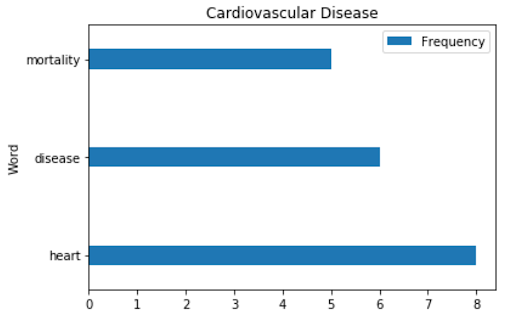 Cardiovascular Disease
Frequency
mortality
disease
heart
Word
0 1 2 3 4 5 6 7 8